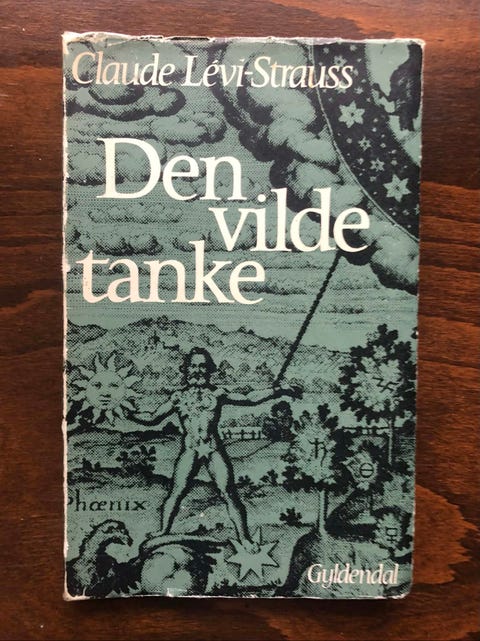 Claude Lévi-Strauss
Den
vilde
tanke
Phœnix
Gyldendal